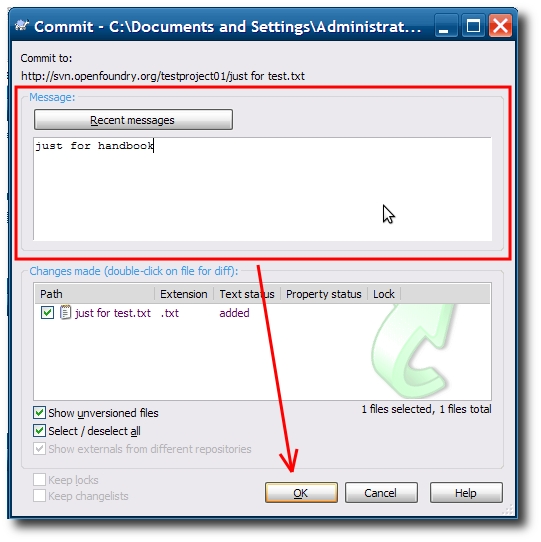 Commit - C:\Documents and Settings\Administrat...
Commit to:
http://svn.openfoundry.org/testproject01/just for test.txt
Message:
Recent messages
just for handbook
Changes made (double-click on file for diff):
Path Extension Text status Property status Lock
just for test.txt .txt added
1 files selected, 1 files total
Show unversioned files
Select / deselect all
Show externals from different repositories
Keep locks
Keep changelists
OK Cancel Help